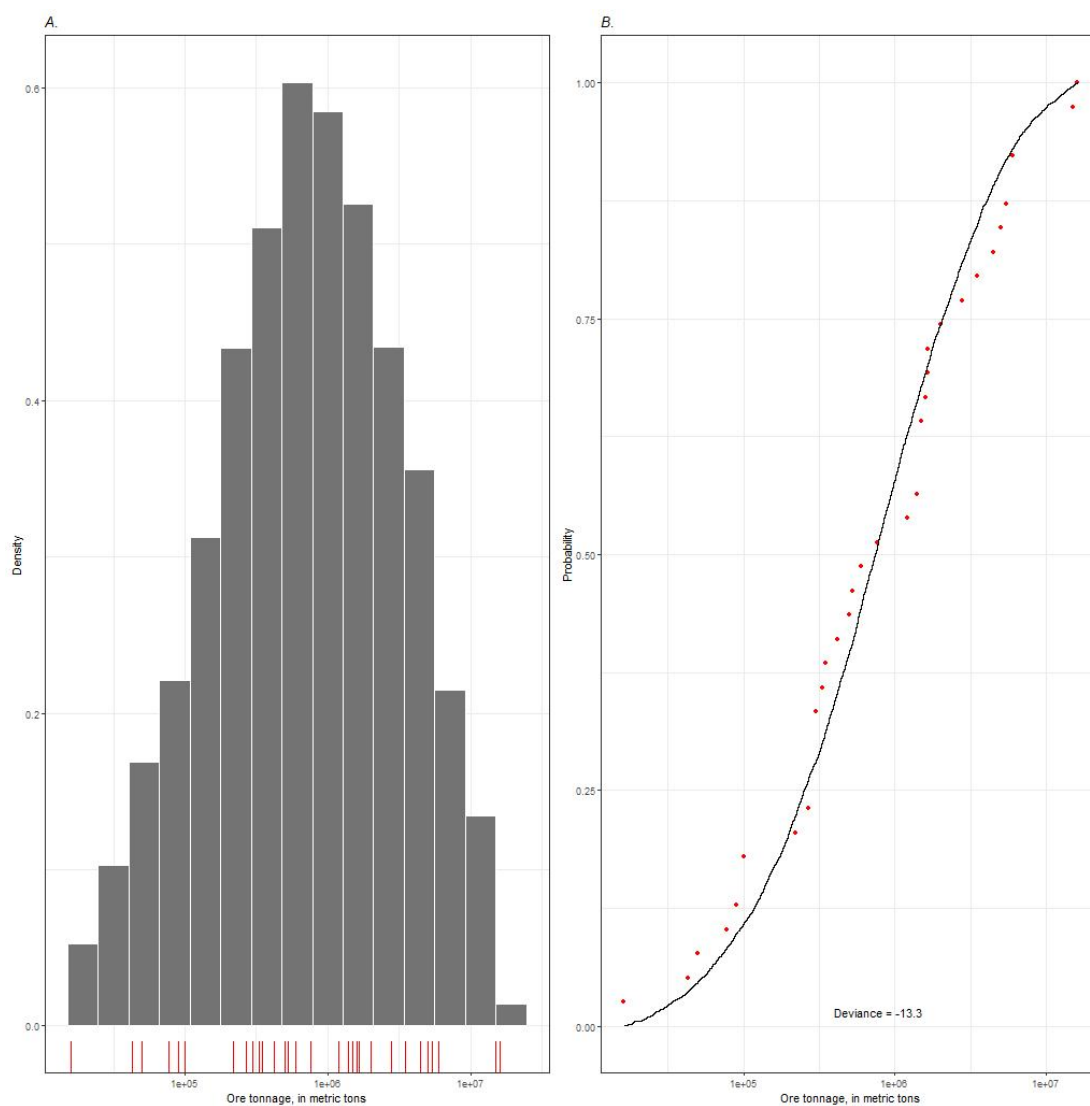 A.
0.6
0.4
0.2
0.0
Density
1e+05 1e+06 1e+07
Ore tonnage, in metric tons
B.
1.00
0.75
0.50
0.25
0.00
Probability
Deviance = -13.3
1e+05 1e+06 1e+07
Ore tonnage, in metric tons